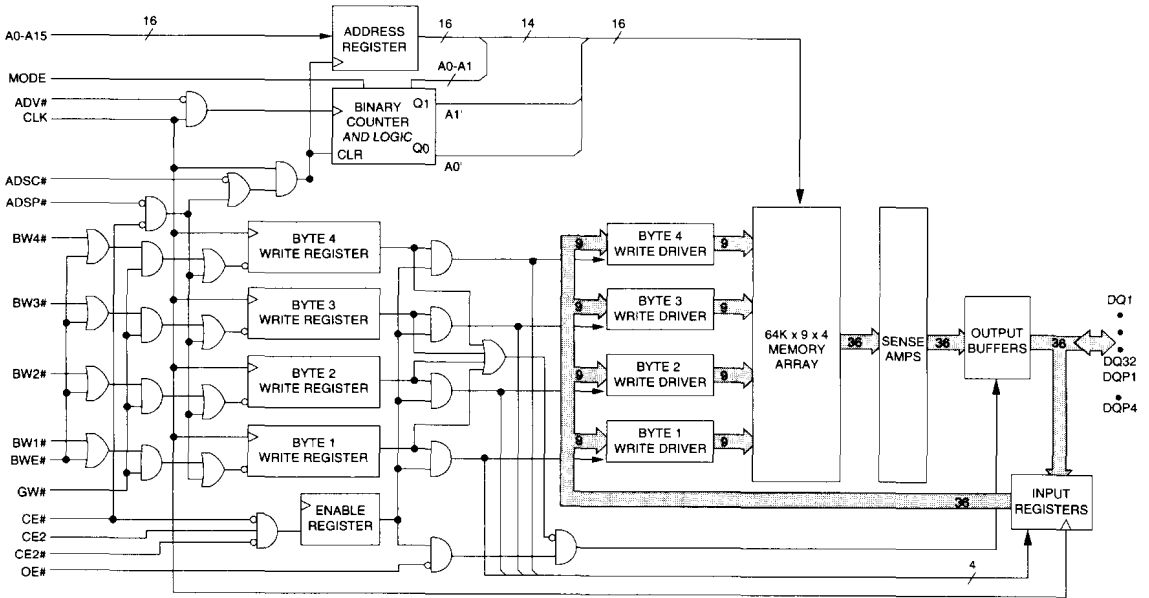 16
16
14
16
A0-A15
ADDRESS
REGISTER
MODE
A0-A1
ADV#
CLK
BINARY
COUNTER
AND LOGIC
Q1
Q0
CLR
A1'
A0'
ADSC#
ADSP#
BW4#
BYTE 4
WRITE REGISTER
9
BYTE 4
WRITE DRIVER
9
BW3#
BYTE 3
WRITE REGISTER
9
BYTE 3
WRITE DRIVER
9
BW2#
BYTE 2
WRITE REGISTER
9
BYTE 2
WRITE DRIVER
9
BW1#
BWE#
BYTE 1
WRITE REGISTER
9
BYTE 1
WRITE DRIVER
9
64K x 9 x 4
MEMORY
ARRAY
36
SENSE
AMPS
36
OUTPUT
BUFFERS
36
DQ1
DQ32
DQP1
DQP4
GW#
CE#
CE2
CE2#
OE#
ENABLE
REGISTER
36
INPUT
REGISTERS
4